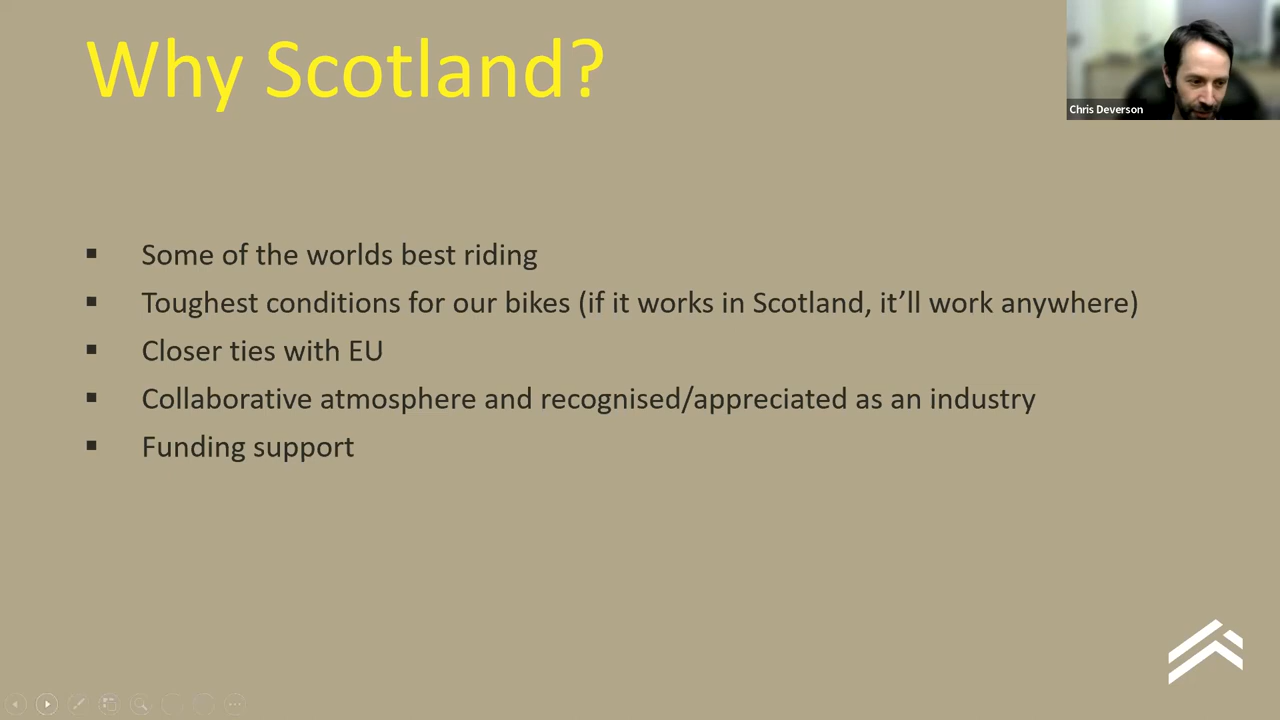 Why Scotland?
Chris Deverson
▪ Some of the worlds best riding
▪ Toughest conditions for our bikes (if it works in Scotland, it’ll work anywhere)
▪ Closer ties with EU
▪ Collaborative atmosphere and recognised/appreciated as an industry
▪ Funding support